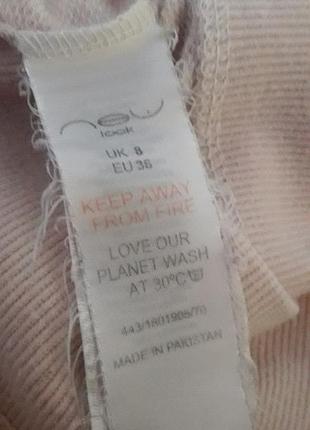 new
look
UK 8
EU 36
KEEP AWAY
FROM FIRE
LOVE OUR
PLANET WASH
AT 30°C
443/1801905/70
MADE IN PAKISTAN